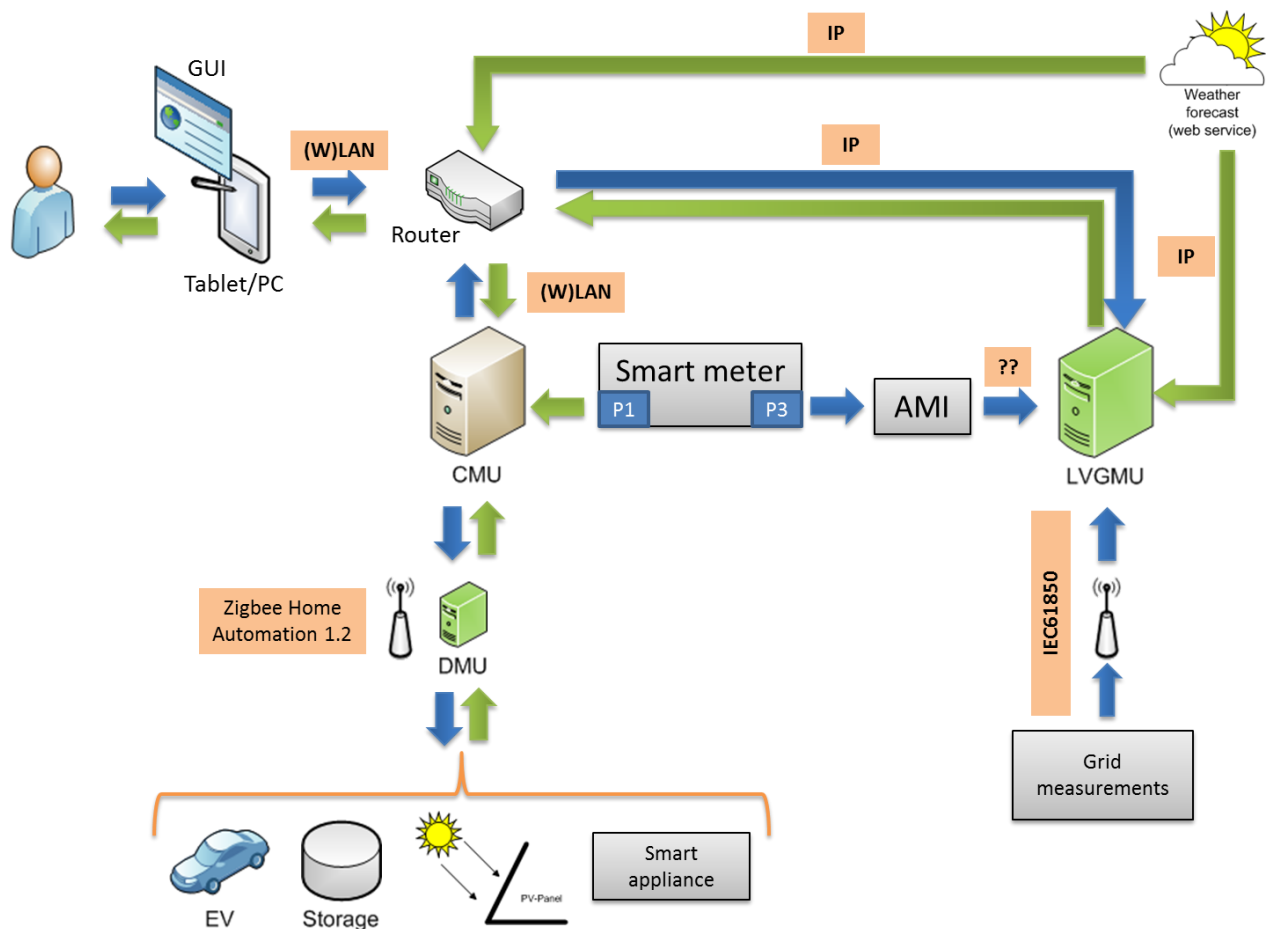 IP
GUI
Weather
forecast
(web service)
(W)LAN
IP
Router
Tablet/PC
IP
(W)LAN
Smart meter
P1
P3
AMI
??
CMU
LVGMU
Zigbee Home
Automation 1.2
DMU
IEC61850
Grid
measurements
EV
Storage
PV-Panel
Smart
appliance